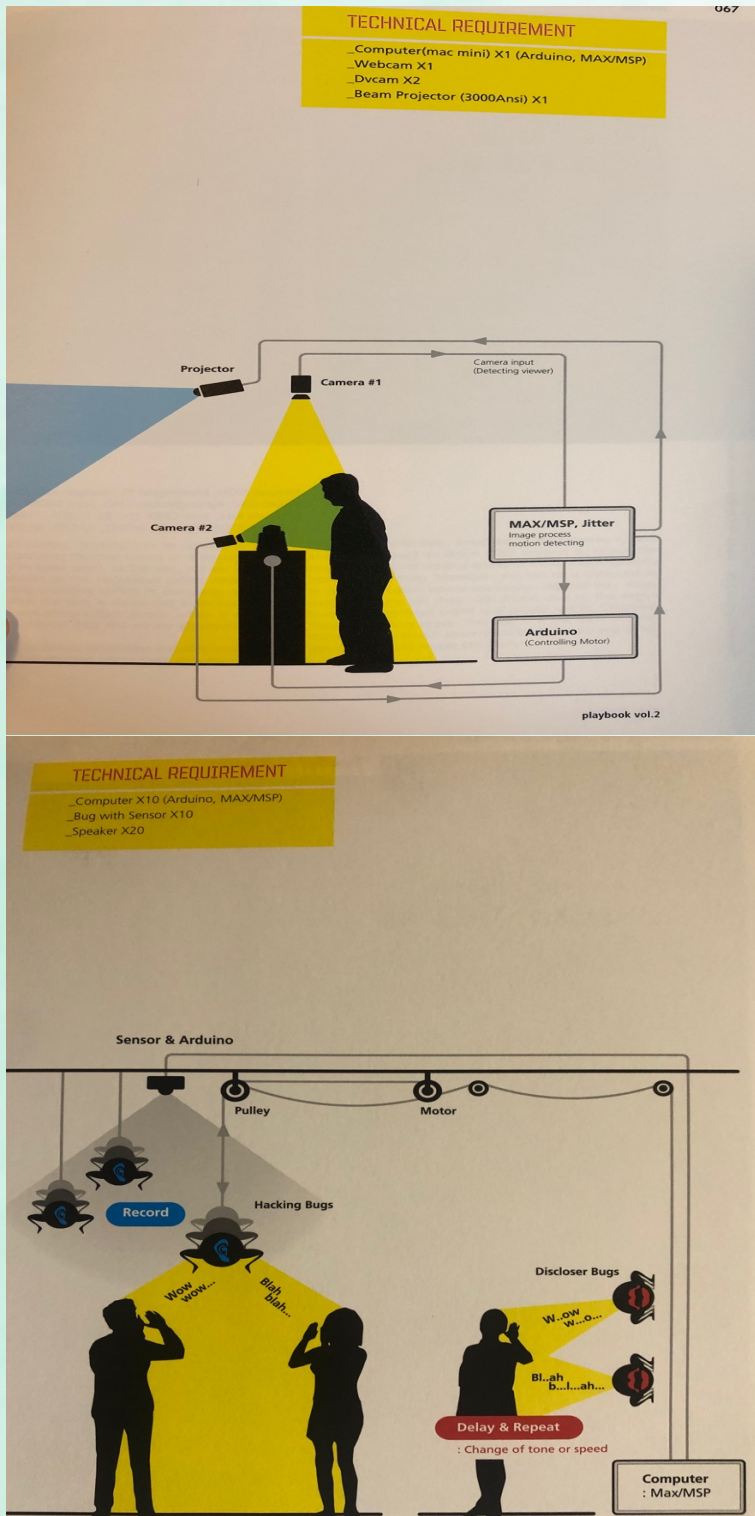 067
TECHNICAL REQUIREMENT
_Computer(mac mini) X1 (Arduino, MAX/MSP)
_Webcam X1
_Dvcam X2
_Beam Projector (3000Ansi) X1
Projector
Camera #1
Camera input
(Detecting viewer)
Camera #2
MAX/MSP, Jitter
Image process
motion detecting
Arduino
(Controlling Motor)
playbook vol.2
TECHNICAL REQUIREMENT
_Computer X10 (Arduino, MAX/MSP)
_Bug with Sensor X10
_Speaker X20
Sensor & Arduino
Pulley
Motor
Record
Hacking Bugs
Wow
wow...
Blah
blah...
Discloser Bugs
W..ow
w...o...
Bl..ah
b...l...ah...
Delay & Repeat
: Change of tone or speed
Computer
: Max/MSP